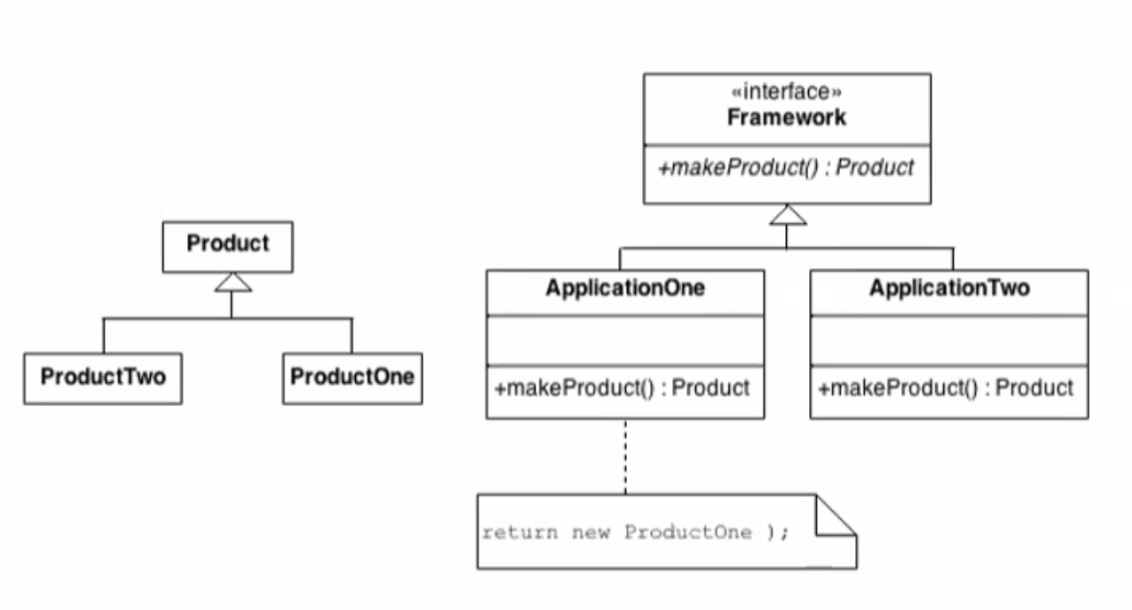 «interface»
Framework
+makeProduct() : Product
Product
ProductTwo
ProductOne
ApplicationOne
+makeProduct() : Product
ApplicationTwo
+makeProduct() : Product
return new ProductOne );